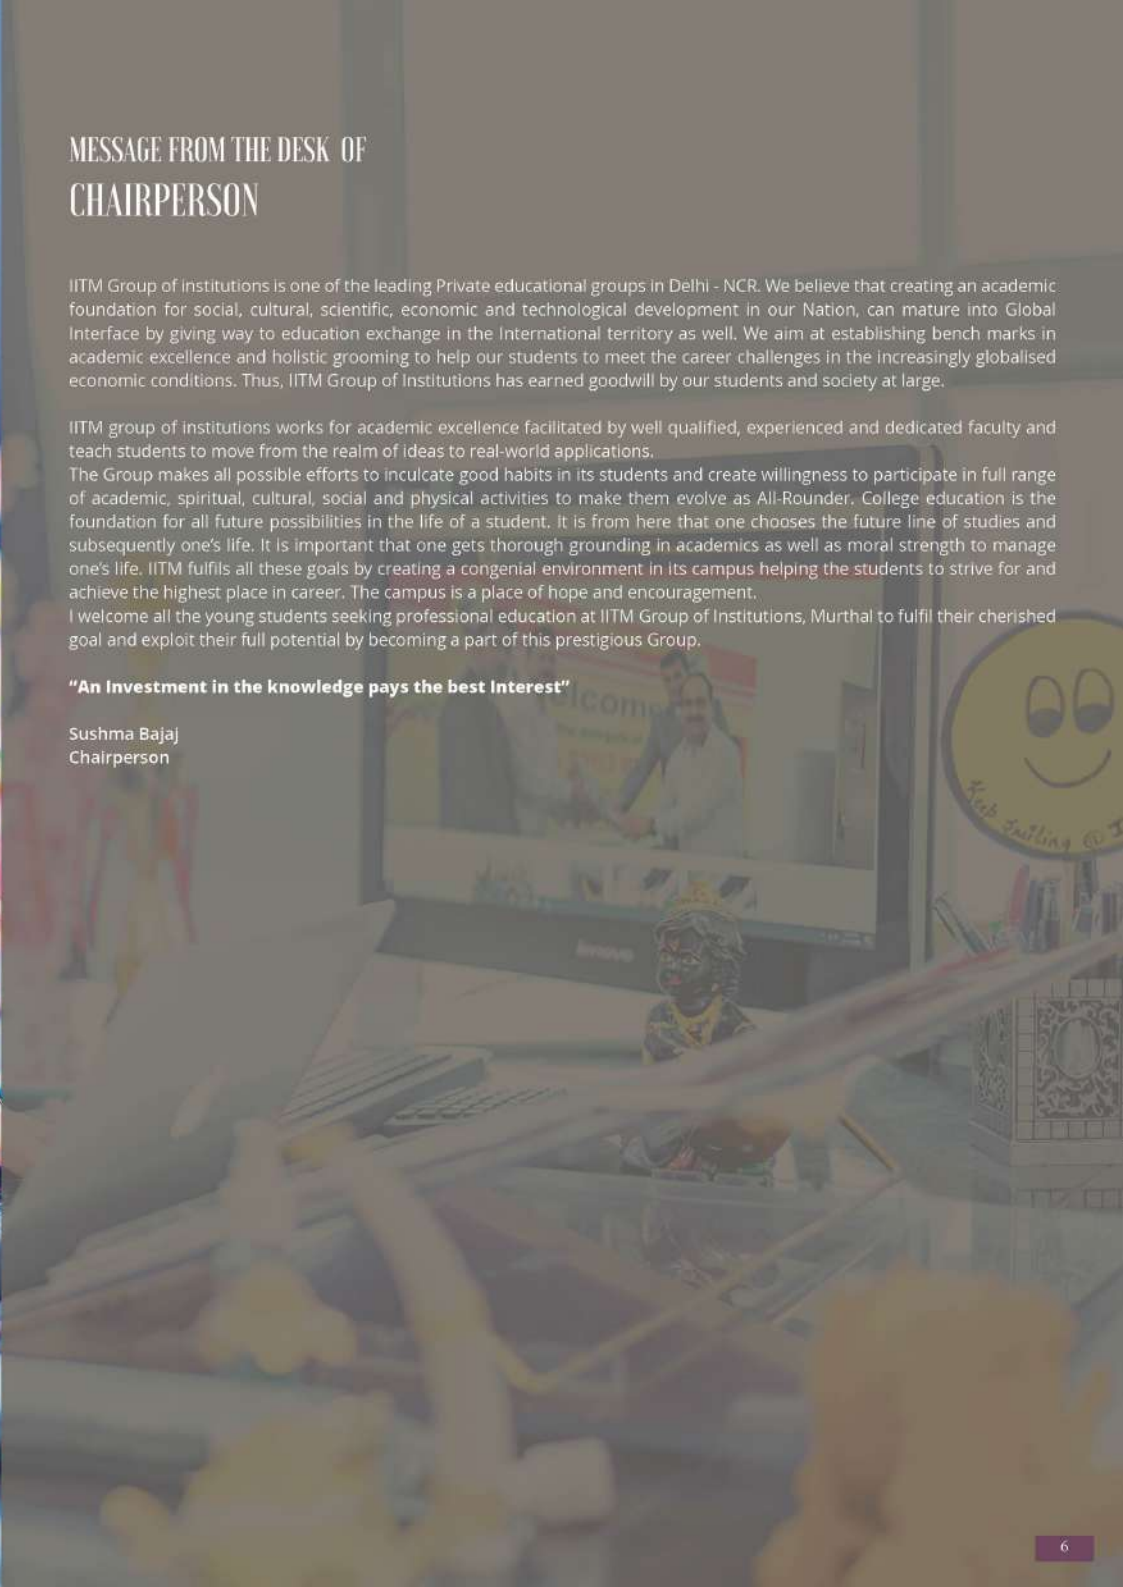 MESSAGE FROM THE DESK OF
CHAIRPERSON
IITM Group of institutions is one of the leading Private educational groups in Delhi - NCR. We believe that creating an academic
foundation for social, cultural, scientific, economic and technological development in our Nation, can mature into Global
Interface by giving way to education exchange in the International territory as well. We aim at establishing bench marks in
academic excellence and holistic grooming to help our students to meet the career challenges in the increasingly globalised
economic conditions. Thus, IITM Group of Institutions has earned goodwill by our students and society at large.
IITM group of institutions works for academic excellence facilitated by well qualified, experienced and dedicated faculty and
teach students to move from the realm of ideas to real-world applications.
The Group makes all possible efforts to inculcate good habits in its students and create willingness to participate in full range
of academic, spiritual, cultural, social and physical activities to make them evolve as All-Rounder. College education is the
foundation for all future possibilities in the life of a student. It is from here that one chooses the future line of studies and
subsequently one's life. It is important that one gets thorough grounding in academics as well as moral strength to manage
one's life. IITM fulfils all these goals by creating a congenial environment in its campus helping the students to strive for and
achieve the highest place in career. The campus is a place of hope and encouragement.
I welcome all the young students seeking professional education at IITM Group of Institutions, Murthal to fulfil their cherished
goal and exploit their full potential by becoming a part of this prestigious Group.
“An Investment in the knowledge pays the best Interest”
elcome
Sushma Bajaj
Chairperson
Keep Smiling @ I
lenovo
6